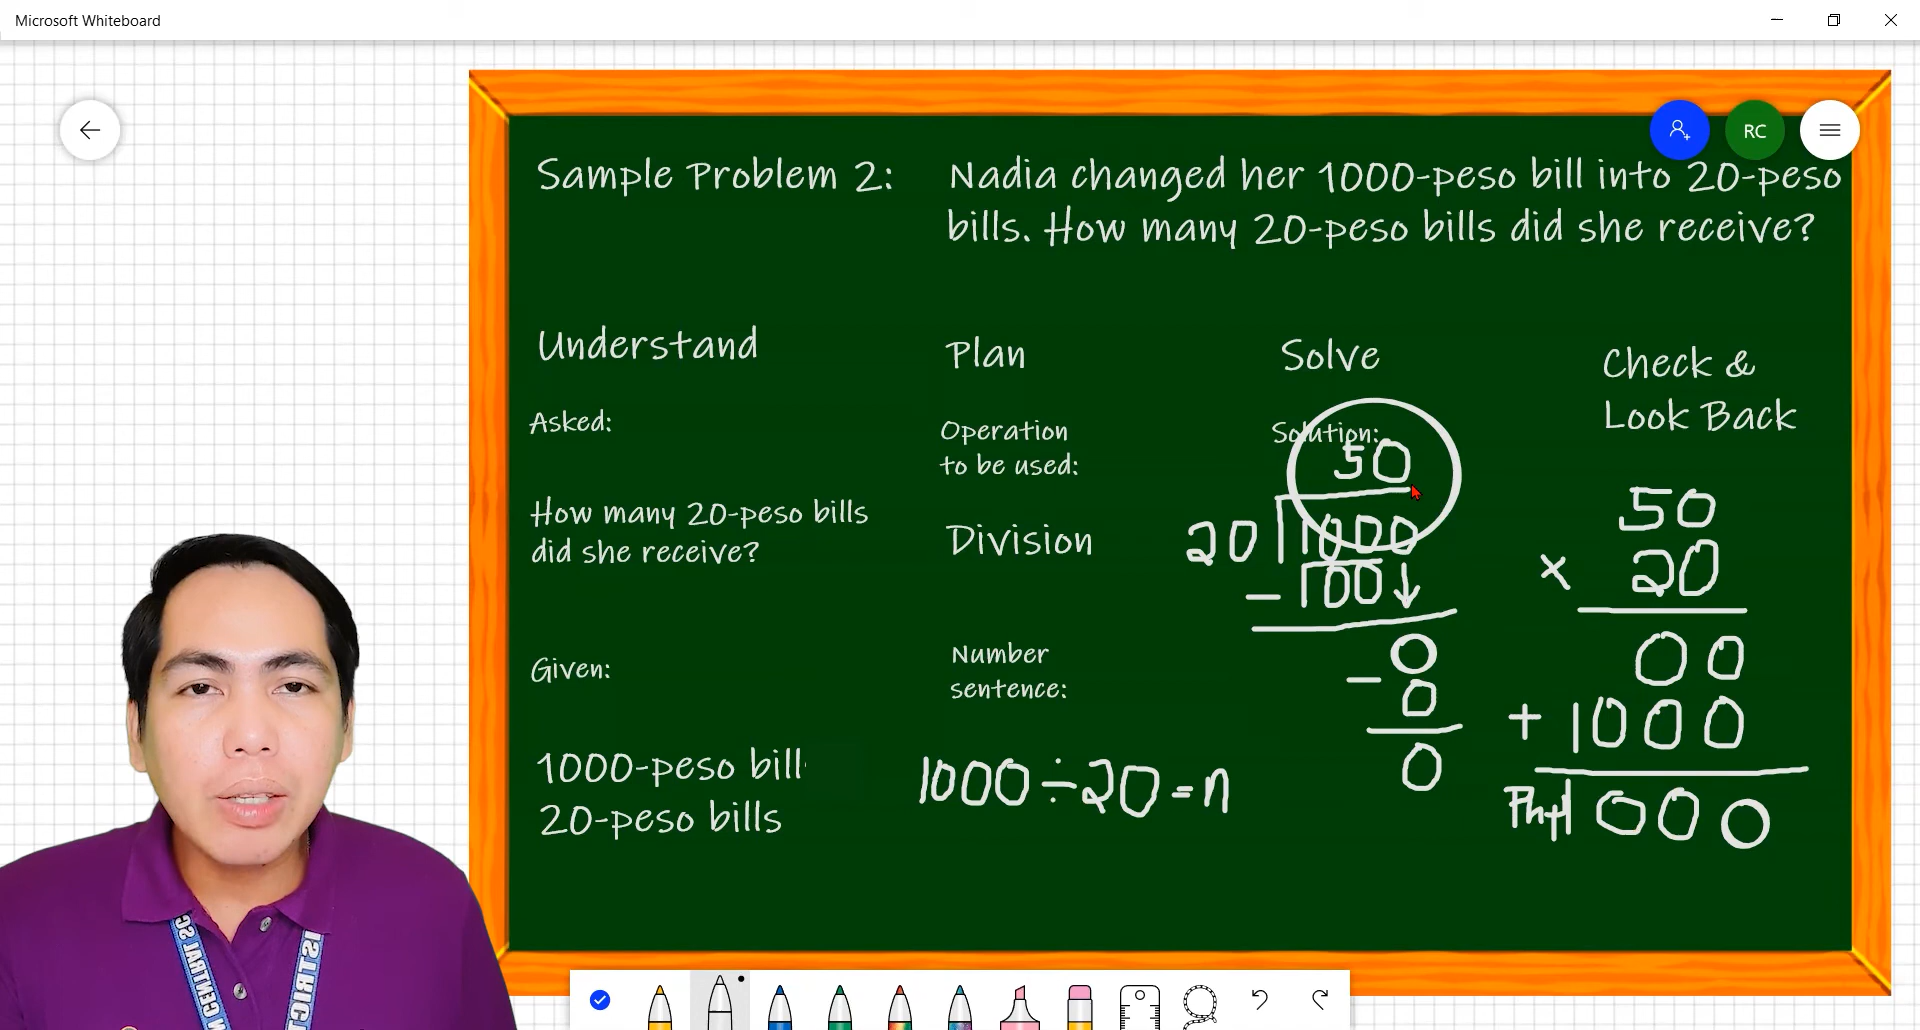 Microsoft Whiteboard
RC
Sample Problem 2:
Nadia changed her 1000-peso bill into 20-peso
bills. How many 20-peso bills did she receive?
Understand
Asked:
How many 20-peso bills
did she receive?
Given:
1000-peso bill
20-peso bills
Plan
Operation
to be used:
Division
Number
sentence:
1000÷20=n
Solve
Solution:
50
20 1000
- 100↓
0
- 0
0
Check &
Look Back
50
x 20
00
+ 1000
1000